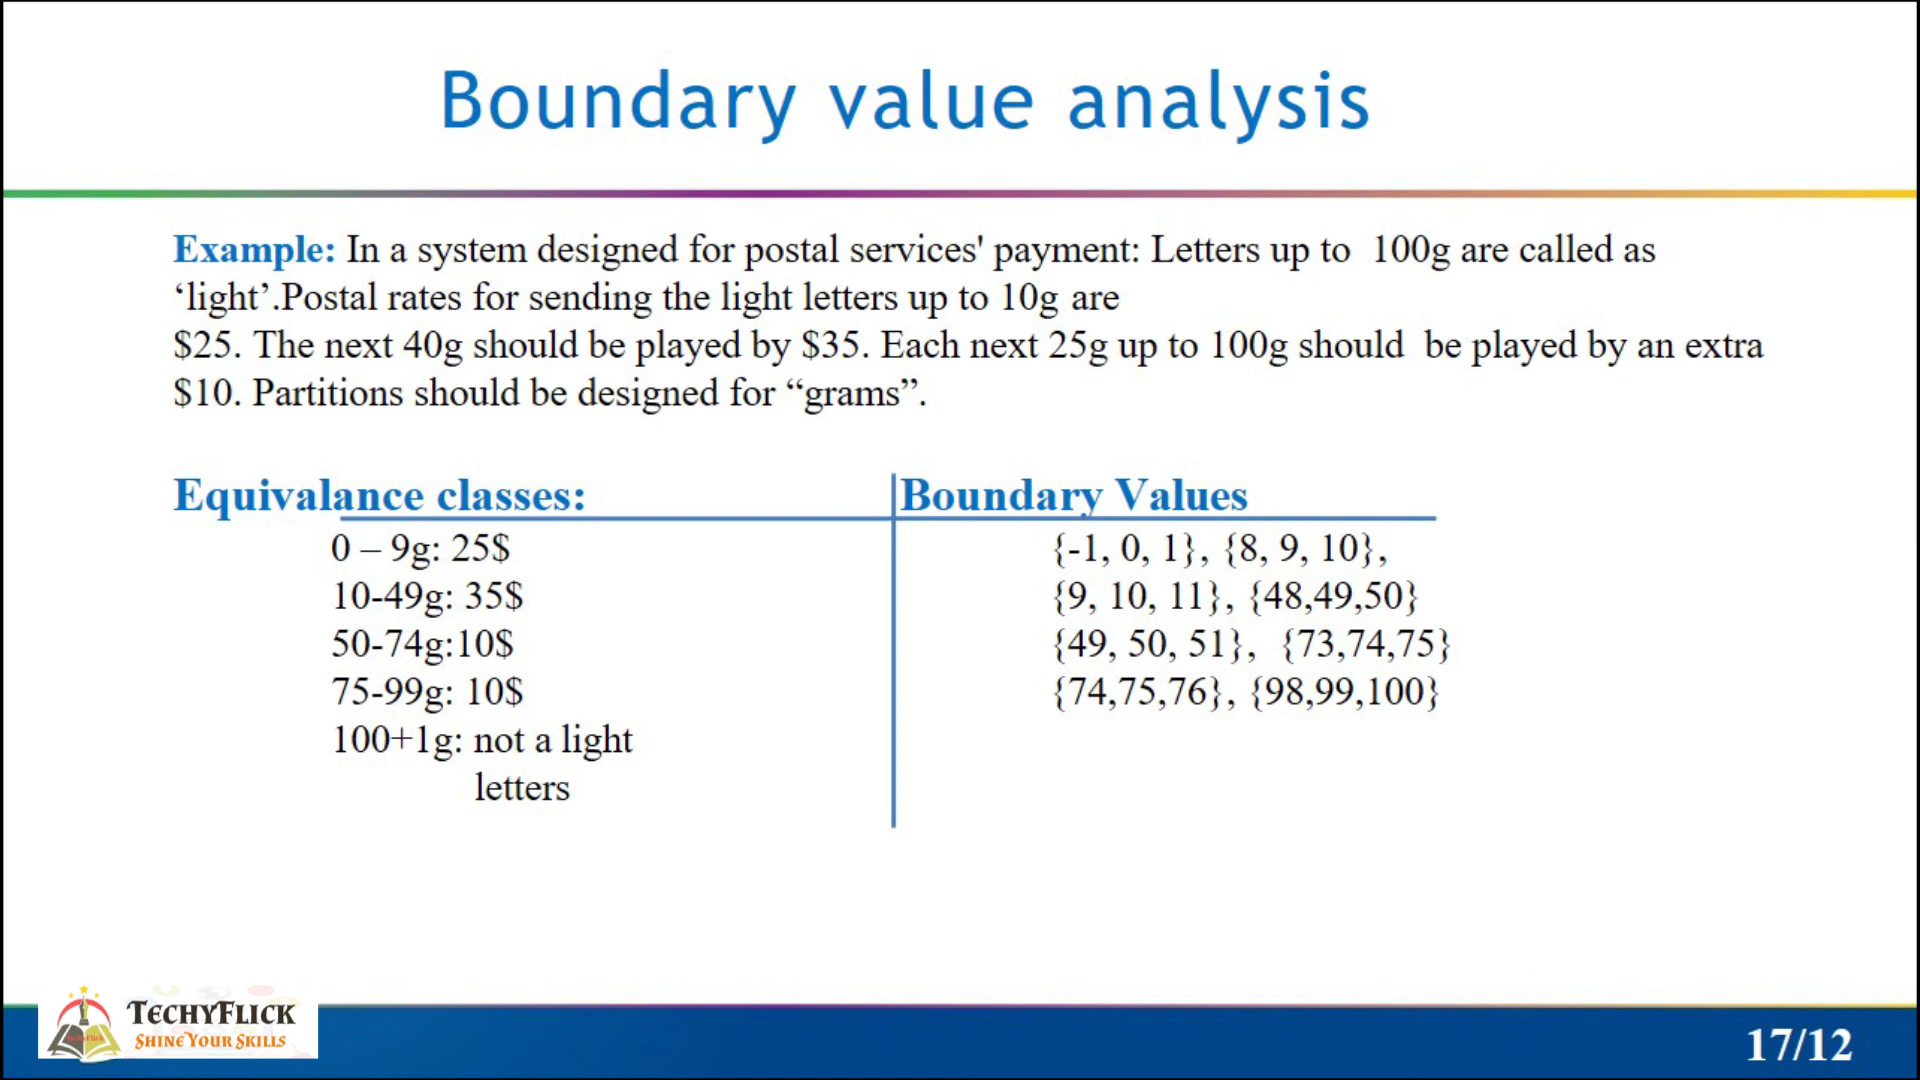 Boundary value analysis
Example: In a system designed for postal services' payment: Letters up to 100g are called as
‘light’.Postal rates for sending the light letters up to 10g are
$25. The next 40g should be played by $35. Each next 25g up to 100g should be played by an extra
$10. Partitions should be designed for “grams”.
Equivalance classes:
0 – 9g: 25$
10-49g: 35$
50-74g:10$
75-99g: 10$
100+1g: not a light
letters
Boundary Values
{-1, 0, 1}, {8, 9, 10},
{9, 10, 11}, {48,49,50}
{49, 50, 51}, {73,74,75}
{74,75,76}, {98,99,100}
TECHYFLICK
SHINE YOUR SKILLS
17/12